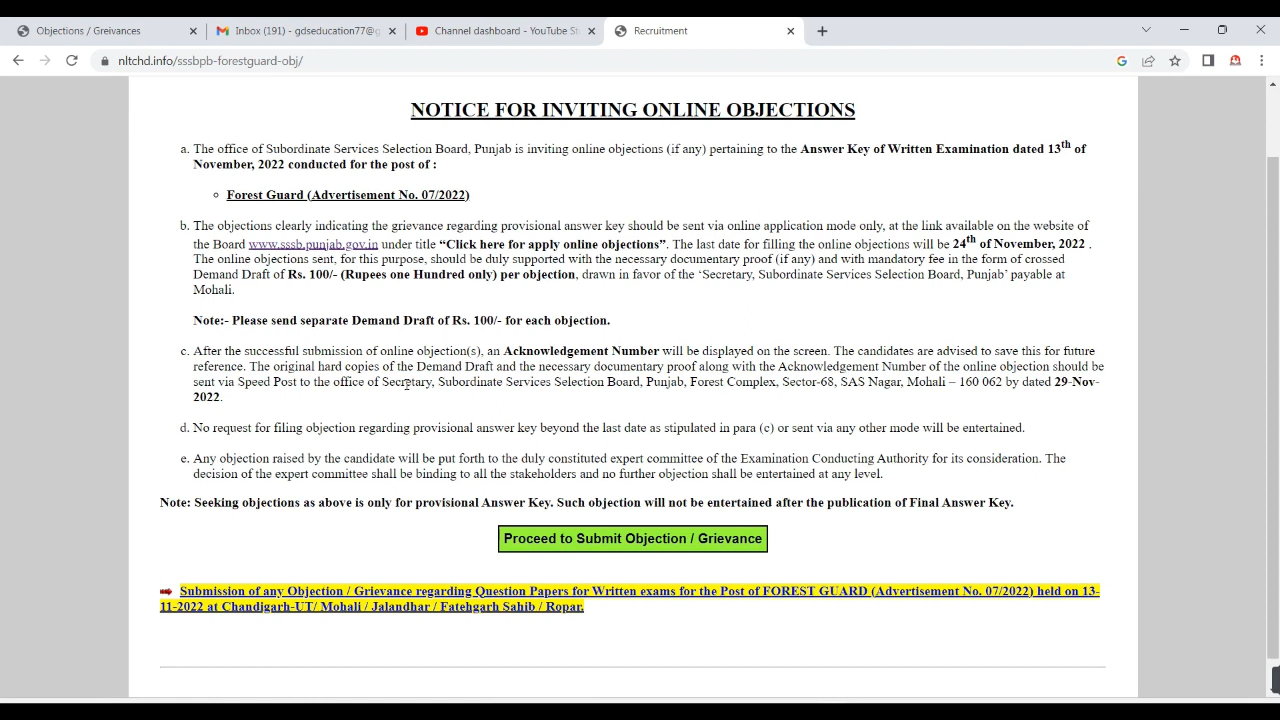 Objections / Greivances
Inbox (191) - gdseducation77@g
Channel dashboard - YouTube St
Recruitment
nltchd.info/sssbpb-forestguard-obj/
NOTICE FOR INVITING ONLINE OBJECTIONS
a. The office of Subordinate Services Selection Board, Punjab is inviting online objections (if any) pertaining to the Answer Key of Written Examination dated 13th of
November, 2022 conducted for the post of :
Forest Guard (Advertisement No. 07/2022)
b. The objections clearly indicating the grievance regarding provisional answer key should be sent via online application mode only, at the link available on the website of
the Board www.sssb.punjab.gov.in under title “Click here for apply online objections”. The last date for filling the online objections will be 24th of November, 2022 .
The online objections sent, for this purpose, should be duly supported with the necessary documentary proof (if any) and with mandatory fee in the form of crossed
Demand Draft of Rs. 100/- (Rupees one Hundred only) per objection, drawn in favor of the ‘Secretary, Subordinate Services Selection Board, Punjab’ payable at
Mohali.
Note:- Please send separate Demand Draft of Rs. 100/- for each objection.
c. After the successful submission of online objection(s), an Acknowledgement Number will be displayed on the screen. The candidates are advised to save this for future
reference. The original hard copies of the Demand Draft and the necessary documentary proof along with the Acknowledgement Number of the online objection should be
sent via Speed Post to the office of Secretary, Subordinate Services Selection Board, Punjab, Forest Complex, Sector-68, SAS Nagar, Mohali – 160 062 by dated 29-Nov-
2022.
d. No request for filing objection regarding provisional answer key beyond the last date as stipulated in para (c) or sent via any other mode will be entertained.
e. Any objection raised by the candidate will be put forth to the duly constituted expert committee of the Examination Conducting Authority for its consideration. The
decision of the expert committee shall be binding to all the stakeholders and no further objection shall be entertained at any level.
Note: Seeking objections as above is only for provisional Answer Key. Such objection will not be entertained after the publication of Final Answer Key.
Proceed to Submit Objection / Grievance
Submission of any Objection / Grievance regarding Question Papers for Written exams for the Post of FOREST GUARD (Advertisement No. 07/2022) held on 13-
11-2022 at Chandigarh-UT/ Mohali / Jalandhar / Fatehgarh Sahib / Ropar.